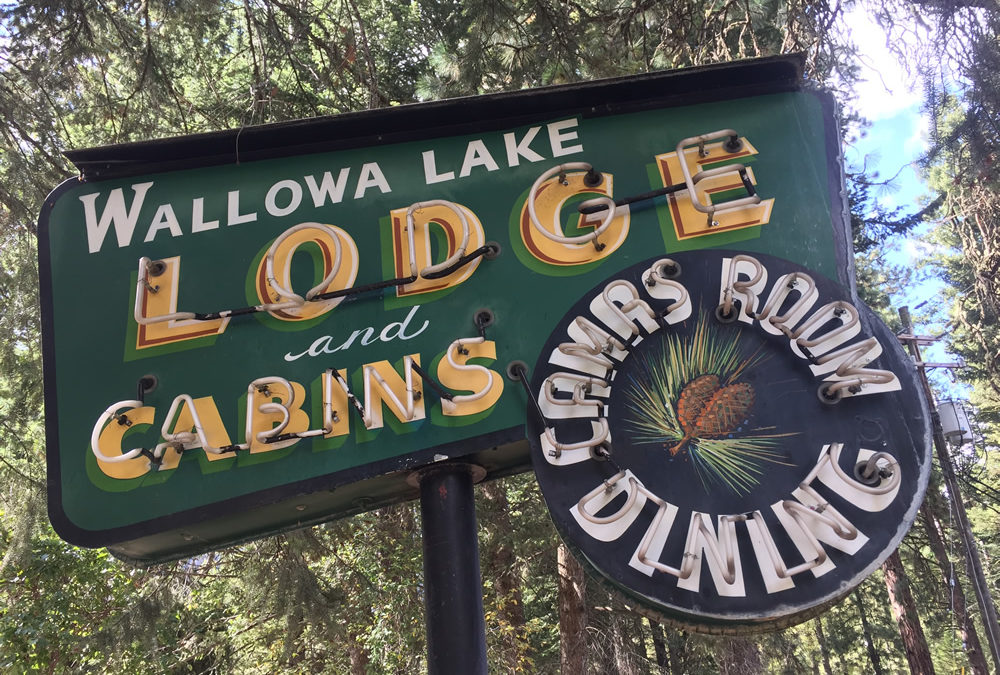 WALLOWA LAKE
LODGE
and
CABINS
CAMAS ROOM
DINING